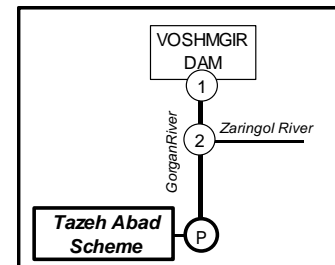 VOSHMGIR
DAM
1
Zaringol River
2
GorganRiver
Tazeh Abad
Scheme
P